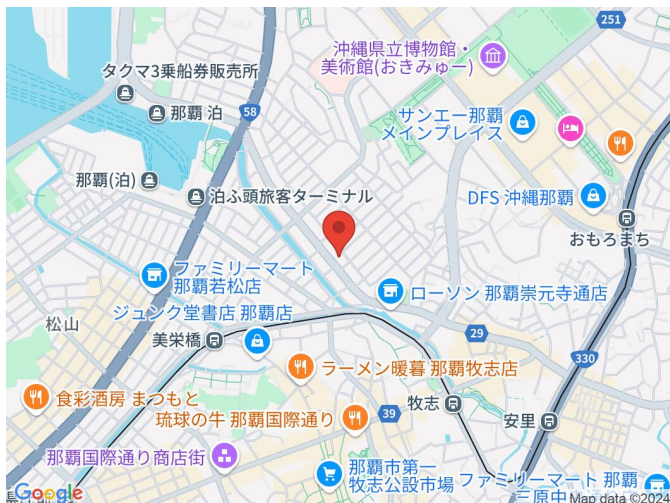 251
沖縄県立博物館・
美術館(おきみゅー)
タクマ3乗船券販売所
那覇 泊
58
サンエー那覇
メインプレイス
那覇(泊)
泊ふ頭旅客ターミナル
DFS 沖縄那覇
おもろまち
ファミリーマート
那覇若松店
ローソン 那覇崇元寺通店
ジュンク堂書店 那覇店
松山
美栄橋
29
330
ラーメン暖暮 那覇牧志店
食彩酒房 まつもと
牧志
琉球の牛 那覇国際通り
39
安里
那覇国際通り商店街
那覇市第一
牧志公設市場
ファミリーマート 那覇
三原中
Google
Map data ©2024